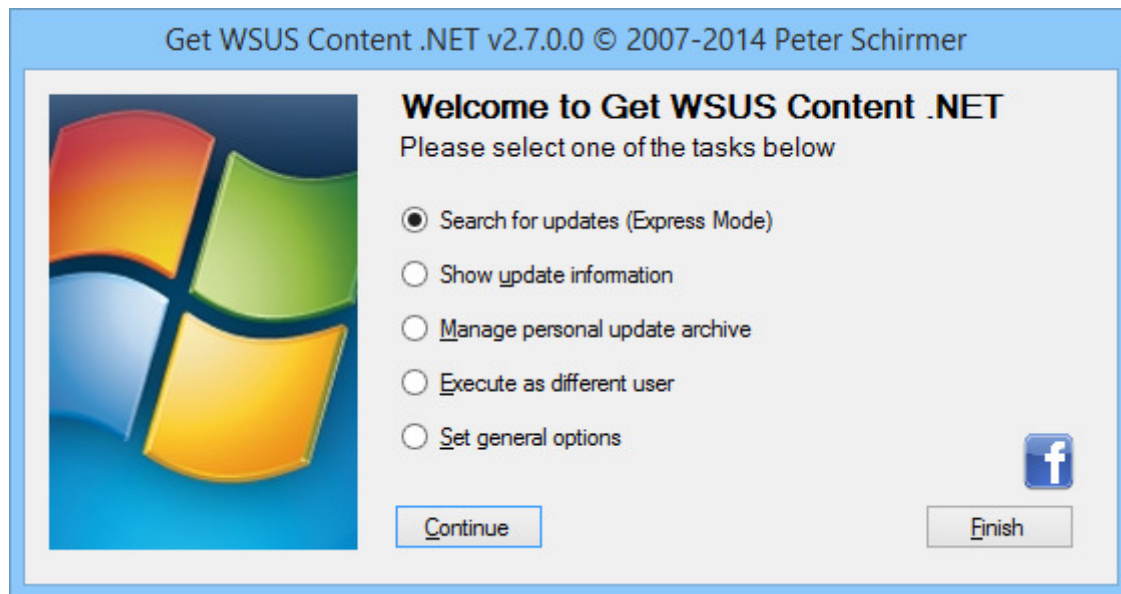 Get WSUS Content .NET v2.7.0.0 © 2007-2014 Peter Schirmer
Welcome to Get WSUS Content .NET
Please select one of the tasks below
Search for updates (Express Mode)
Show update information
Manage personal update archive
Execute as different user
Set general options
f
Continue
Finish